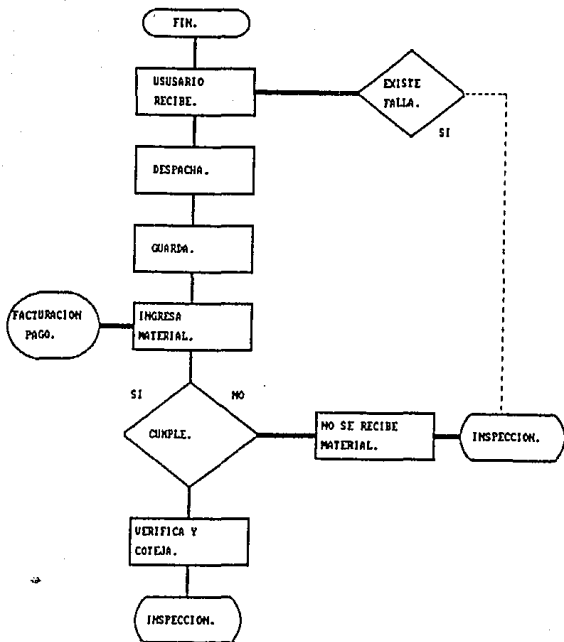 FIN.
USUSARIO
RECIBE.
EXISTE
FALLA.
SI
DESPACHA.
GUARDA.
FACTURACION
PAGO.
INGRESA
MATERIAL.
SI
NO
CUMPLE.
NO SE RECIBE
MATERIAL.
INSPECCION.
VERIFICA Y
COTEJA.
INSPECCION.